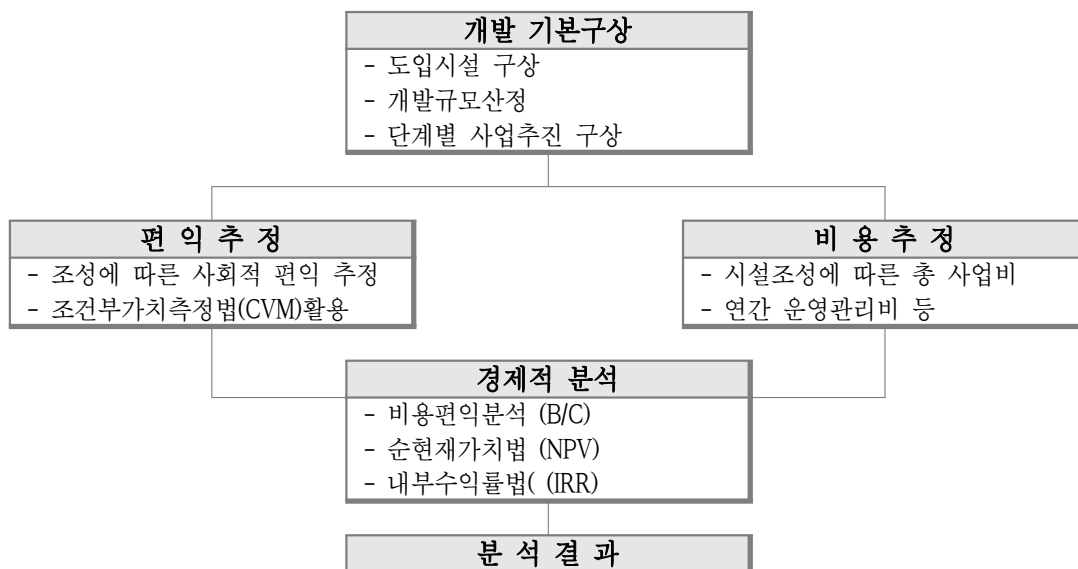 개발 기본구상
- 도입시설 구상
- 개발규모산정
- 단계별 사업추진 구상
편 익 추 정
- 조성에 따른 사회적 편익 추정
- 조건부가치측정법(CVM)활용
비 용 추 정
- 시설조성에 따른 총 사업비
- 연간 운영관리비 등
경제적 분석
- 비용편익분석 (B/C)
- 순현재가치법 (NPV)
- 내부수익률법( (IRR)
분 석 결 과